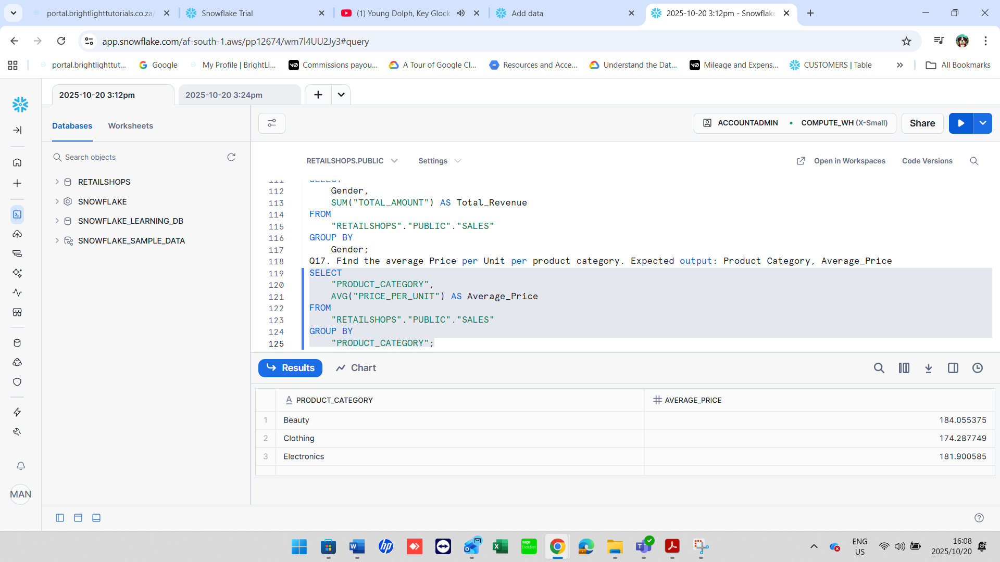 portal.brightlighttutorials.co.za/
Snowflake Trial
(1) Young Dolph, Key Glock
Add data
2025-10-20 3:12pm - Snowflake
app.snowflake.com/af-south-1.aws/pp12674/wm7l4UU2Jy3#query
portal.brightlighttut...
Google
My Profile | BrightLi...
Commissions payou...
A Tour of Google Cl...
Resources and Acce...
Understand the Dat...
Mileage and Expens...
CUSTOMERS | Table
All Bookmarks
2025-10-20 3:12pm
2025-10-20 3:24pm
Databases
Worksheets
ACCOUNTADMIN
COMPUTE_WH (X-Small)
Share
Search objects
RETAILSHOPS
SNOWFLAKE
SNOWFLAKE_LEARNING_DB
SNOWFLAKE_SAMPLE_DATA
RETAILSHOPS.PUBLIC
Settings
Open in Workspaces
Code Versions
111 SELECT
112 Gender,
113 SUM("TOTAL_AMOUNT") AS Total_Revenue
114 FROM
115 "RETAILSHOPS"."PUBLIC"."SALES"
116 GROUP BY
117 Gender;
118 Q17. Find the average Price per Unit per product category. Expected output: Product Category, Average_Price
119 SELECT
120 "PRODUCT_CATEGORY",
121 AVG("PRICE_PER_UNIT") AS Average_Price
122 FROM
123 "RETAILSHOPS"."PUBLIC"."SALES"
124 GROUP BY
125 "PRODUCT_CATEGORY";
Results
Chart
PRODUCT_CATEGORY AVERAGE_PRICE
1 Beauty 184.055375
2 Clothing 174.287749
3 Electronics 181.900585
MAN
ENG
US
16:08
2025/10/20